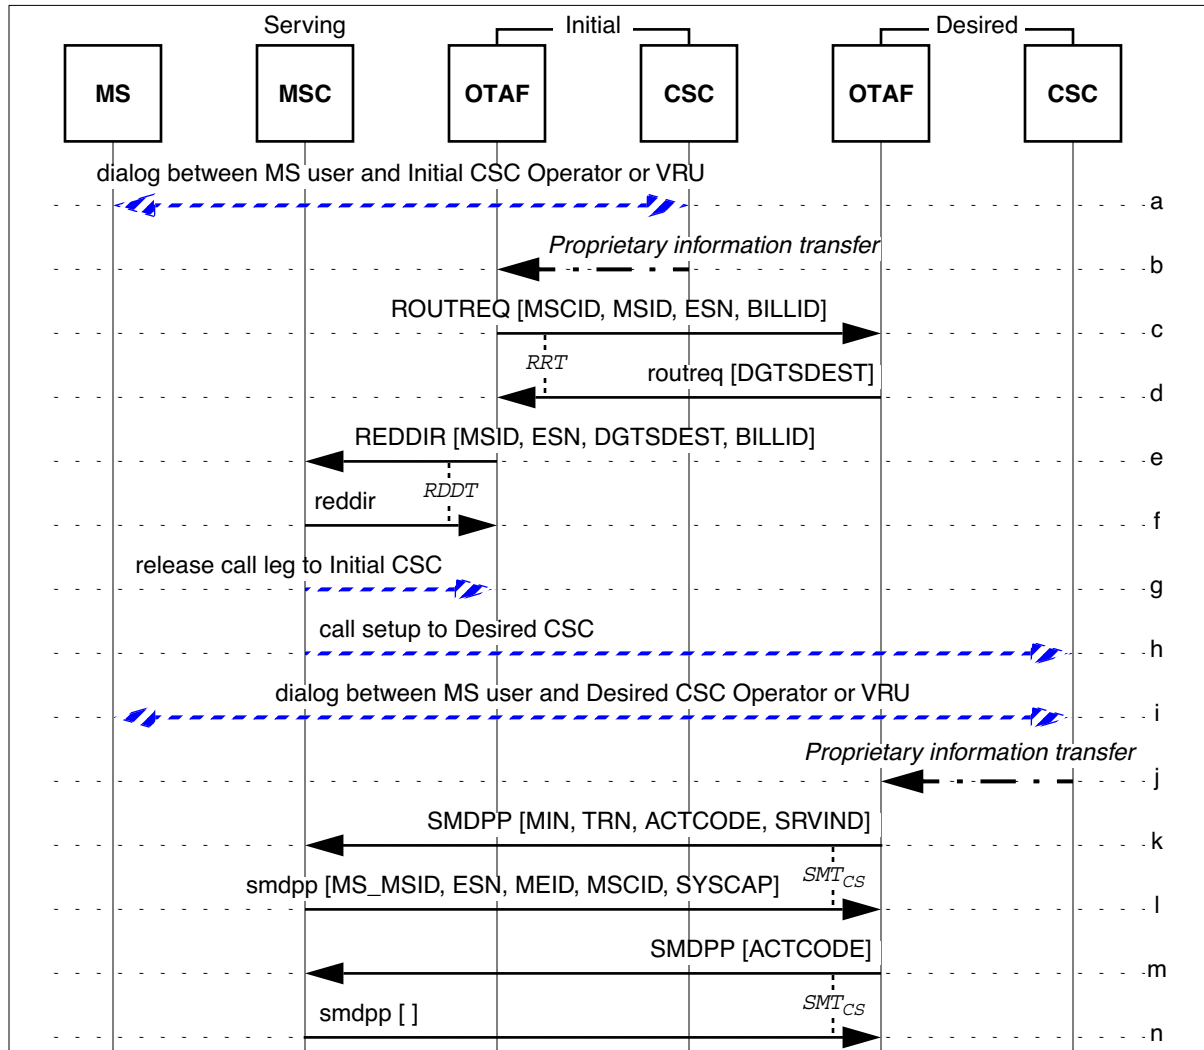 Serving Initial Desired
MS MSC OTAF CSC OTAF CSC
dialog between MS user and Initial CSC Operator or VRU
a
Proprietary information transfer
b
ROUTREQ [MSCID, MSID, ESN, BILLID]
c
RRT
routreq [DGTSDEST]
d
REDDIR [MSID, ESN, DGTSDEST, BILLID]
e
RDDT
reddir
f
release call leg to Initial CSC
g
call setup to Desired CSC
h
dialog between MS user and Desired CSC Operator or VRU
i
Proprietary information transfer
j
SMDPP [MIN, TRN, ACTCODE, SRVIND]
k
SMTCS
smdpp [MS_MSID, ESN, MEID, MSCID, SYSCAP]
l
SMDPP [ACTCODE]
m
SMTCS
smdpp [ ]
n